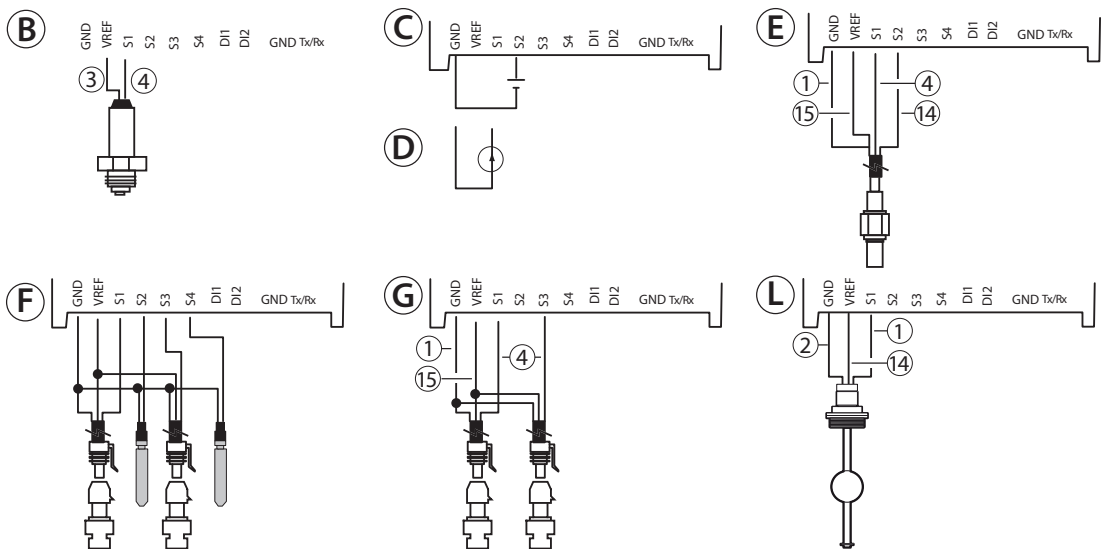 B GND VREF S1 S2 S3 S4 DI1 DI2 GND Tx/Rx
3 4
C GND VREF S1 S2 S3 S4 DI1 DI2 GND Tx/Rx
D
E GND VREF S1 S2 S3 S4 DI1 DI2 GND Tx/Rx
1 4
15 14
F GND VREF S1 S2 S3 S4 DI1 DI2 GND Tx/Rx
G GND VREF S1 S2 S3 S4 DI1 DI2 GND Tx/Rx
1 4
15
L GND VREF S1 S2 S3 S4 DI1 DI2 GND Tx/Rx
2 1
14